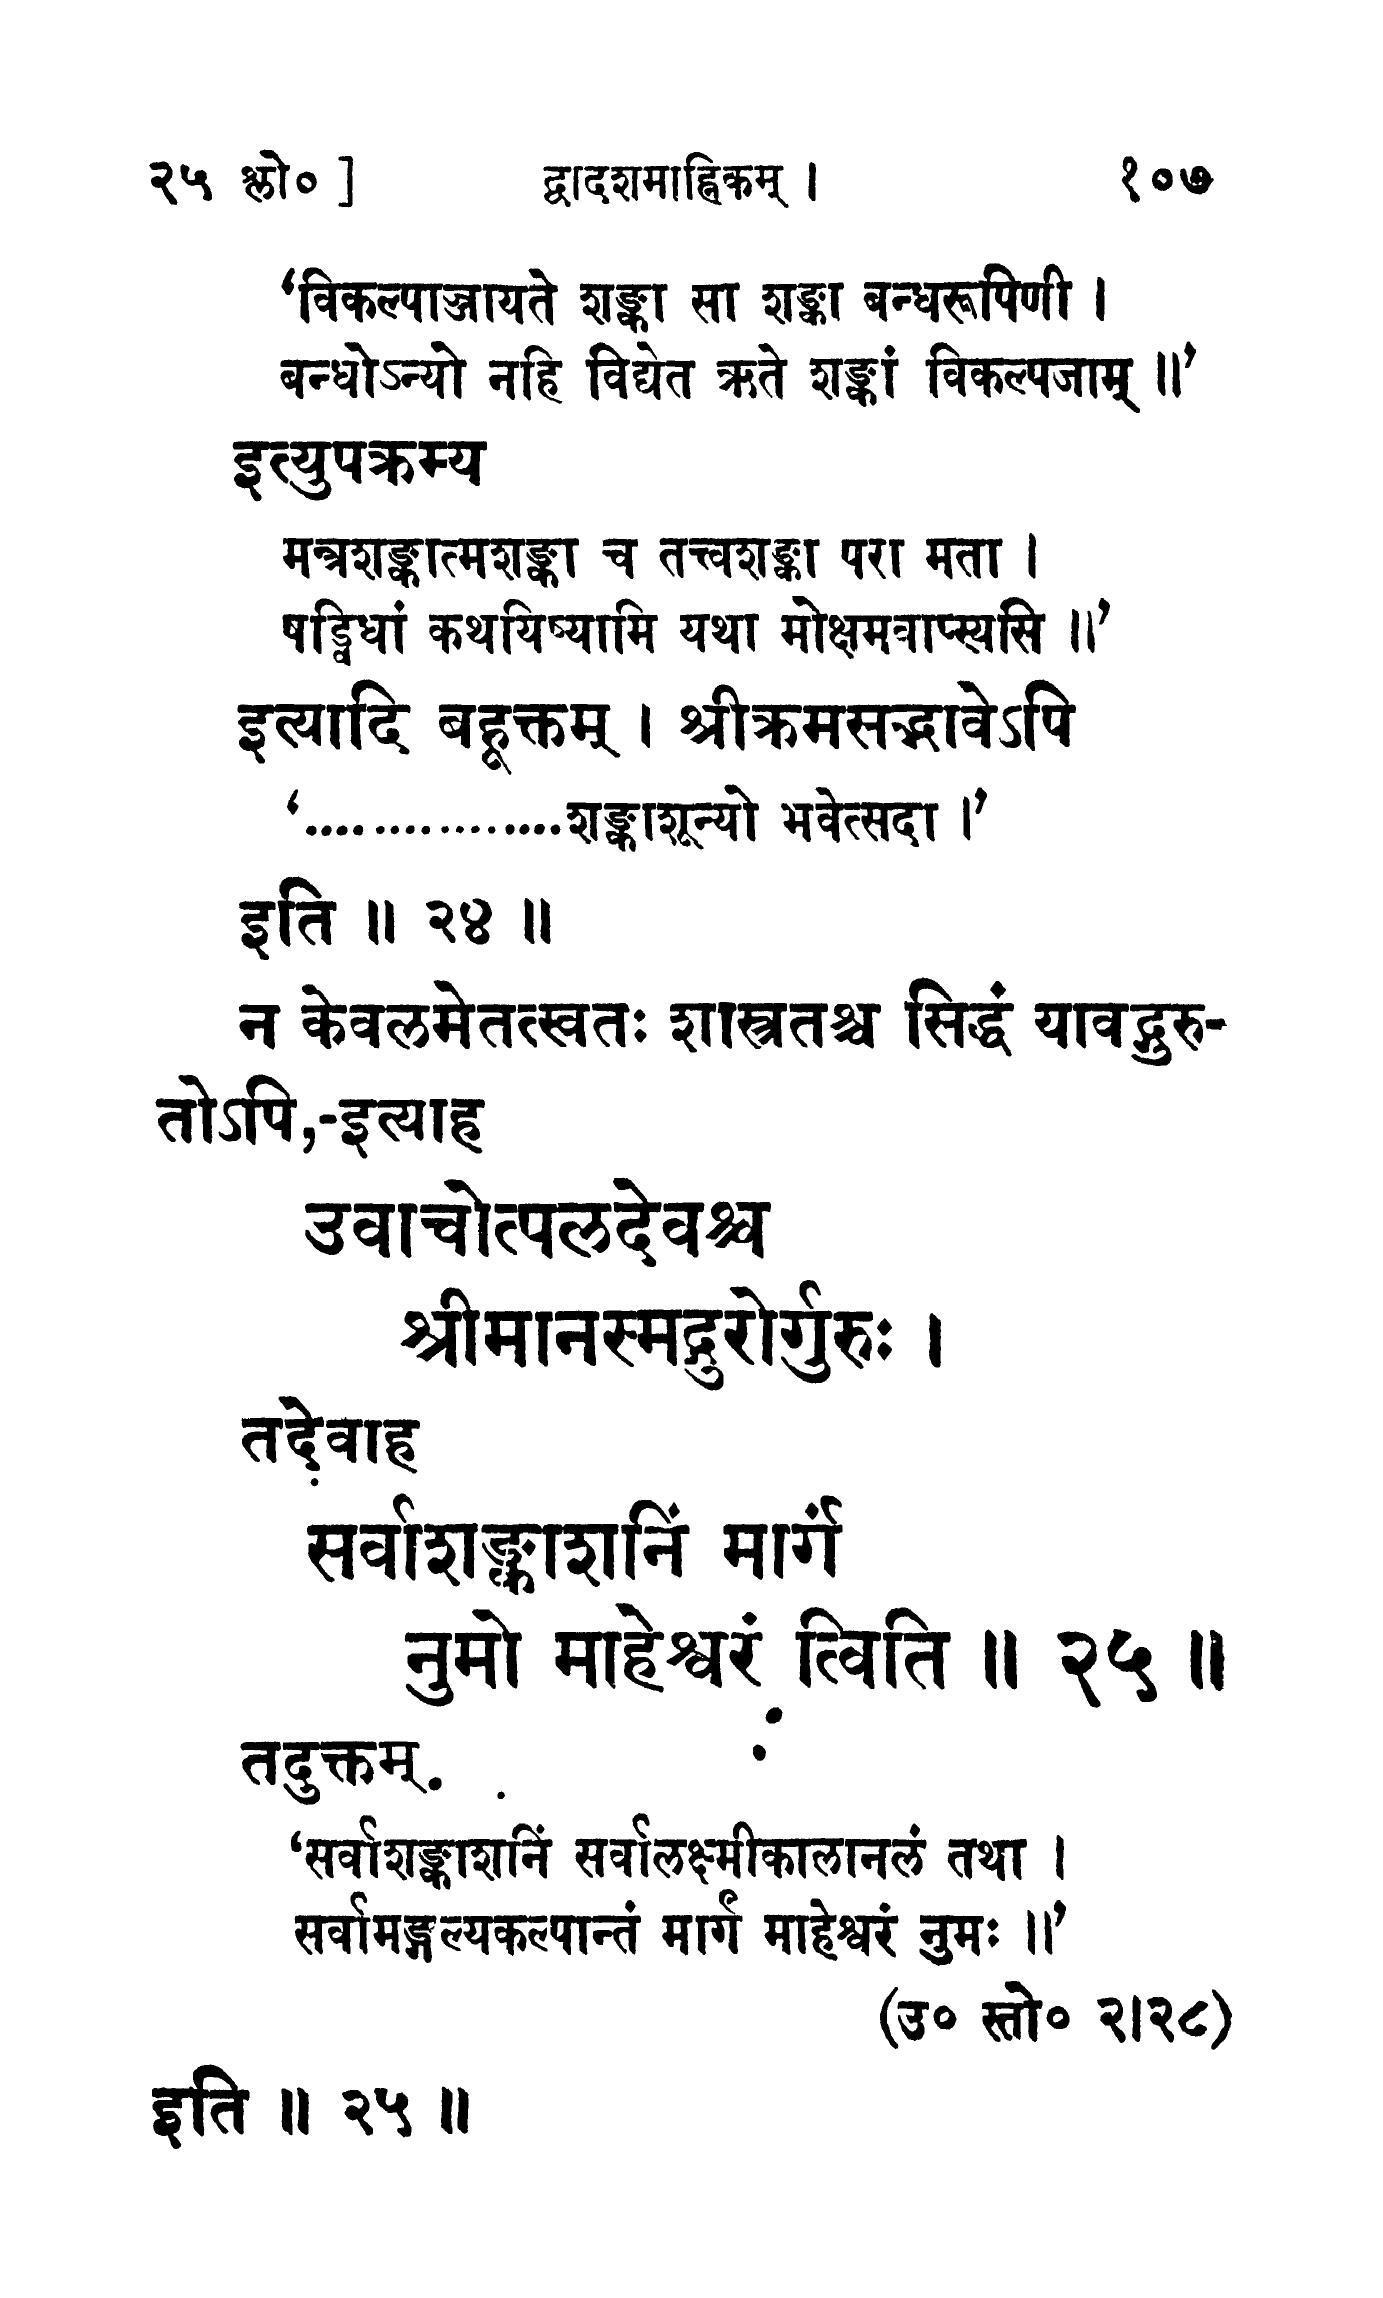 २५ श्लो० ] द्वादशमाह्निकम् । १०७
‘विकल्पाज्जायते शङ्का सा शङ्का बन्धरूपिणी ।
बन्धोऽन्यो नहि विद्येत ऋते शङ्कां विकल्पजाम् ॥’
इत्युपक्रम्य
मन्त्रशङ्कात्मशङ्का च तत्त्वशङ्का परा मता ।
षड्विधां कथयिष्यामि यथा मोक्षमवाप्स्यसि ॥’
इत्यादि बहूक्तम् । श्रीक्रमसद्भावेऽपि
‘................शङ्काशून्यो भवेत्सदा ।’
इति ॥ २४ ॥
न केवलमेतत्स्वतः शास्त्रतश्च सिद्धं यावद्गुरु-
तोऽपि,-इत्याह
उवाचोत्पलदेवश्च
श्रीमानस्मद्गुरोर्गुरुः ।
तदेवाह
सर्वाशङ्काशनिं मार्गं
नुमो माहेश्वरं त्विति ॥ २५ ॥
तदुक्तम्.
‘सर्वाशङ्काशनिं सर्वालक्ष्मीकालानलं तथा ।
सर्वामङ्गल्यकल्पान्तं मार्गं माहेश्वरं नुमः ॥’
(उ० स्तो० २।२८)
इति ॥ २५ ॥